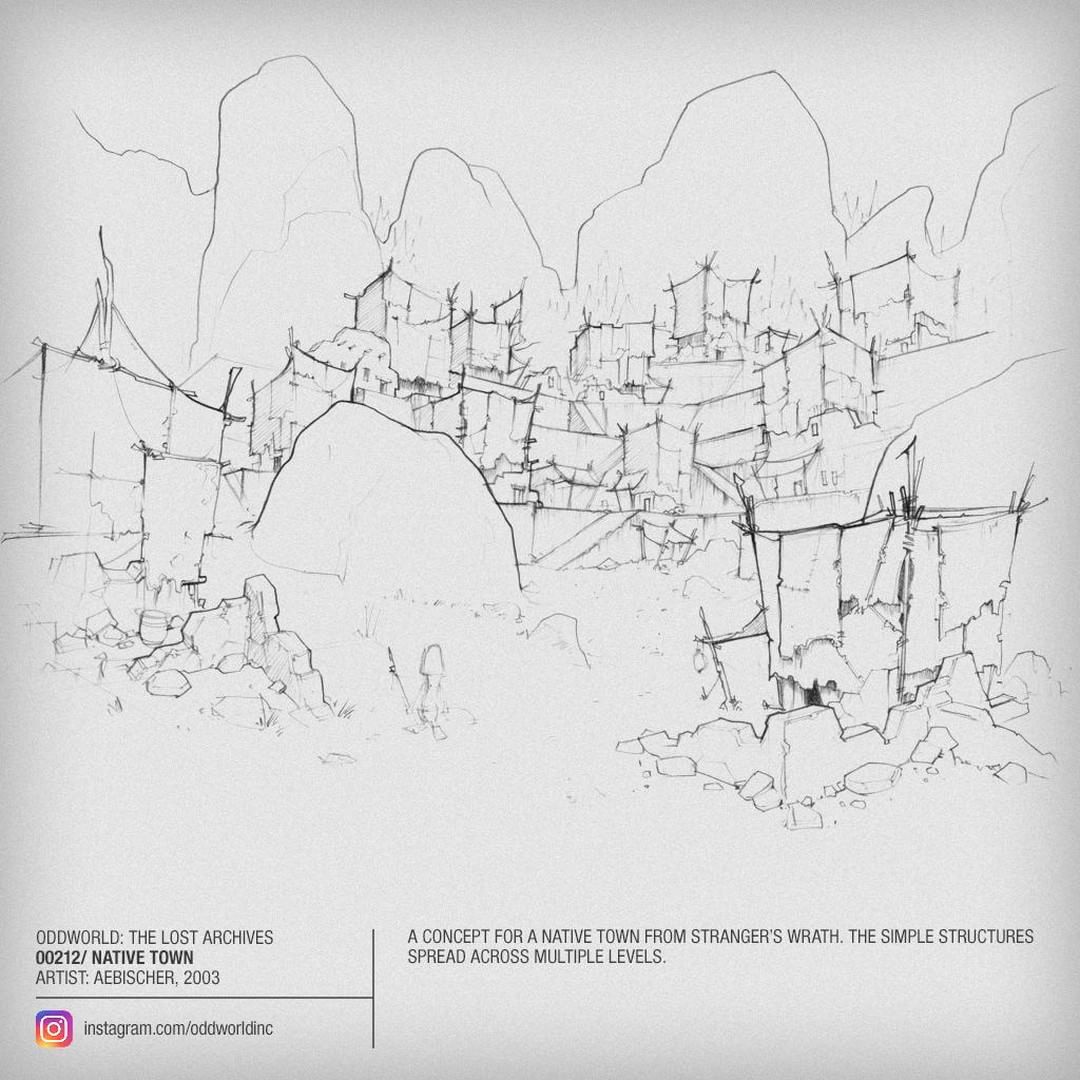 ODDWORLD: THE LOST ARCHIVES
00212/ NATIVE TOWN
ARTIST: AEBISCHER, 2003
instagram.com/oddworldinc
A CONCEPT FOR A NATIVE TOWN FROM STRANGER'S WRATH. THE SIMPLE STRUCTURES
SPREAD ACROSS MULTIPLE LEVELS.